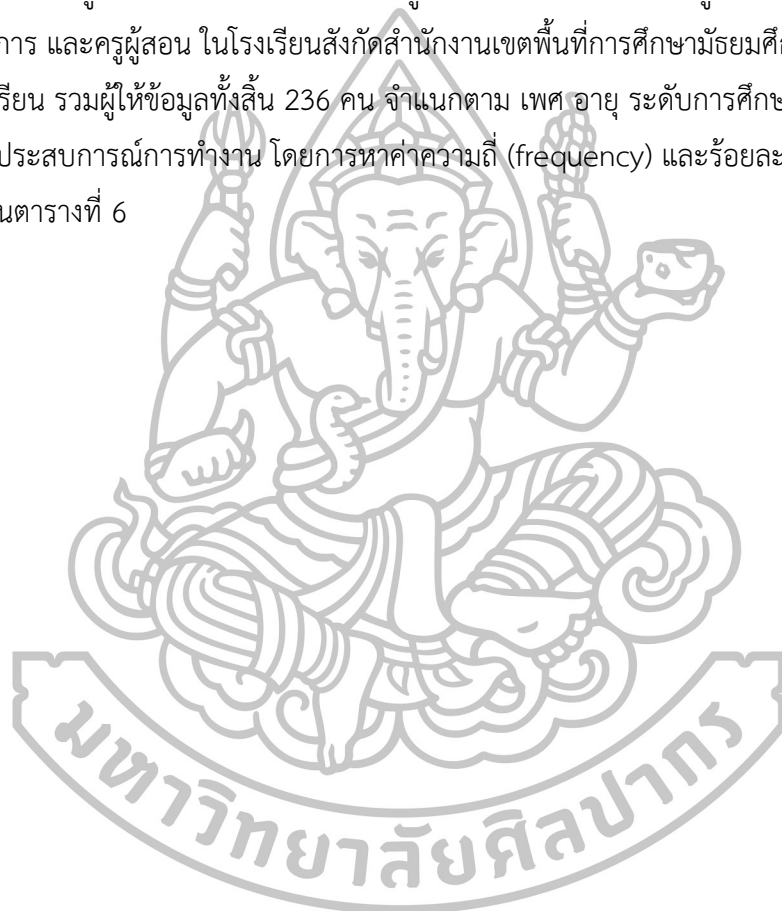 การ และครูผู้สอน ในโรงเรียนสังกัดสำนักงานเขตพื้นที่การศึกษามัธยมศึ
รียน รวมผู้ให้ข้อมูลทั้งสิ้น 236 คน จำแนกตาม เพศ อายุ ระดับการศึกษ
ประสบการณ์การทำงาน โดยการหาค่าความถี่ (frequency) และร้อยละ
นตารางที่ 6
มหาวิทยาลัยศิลปากร